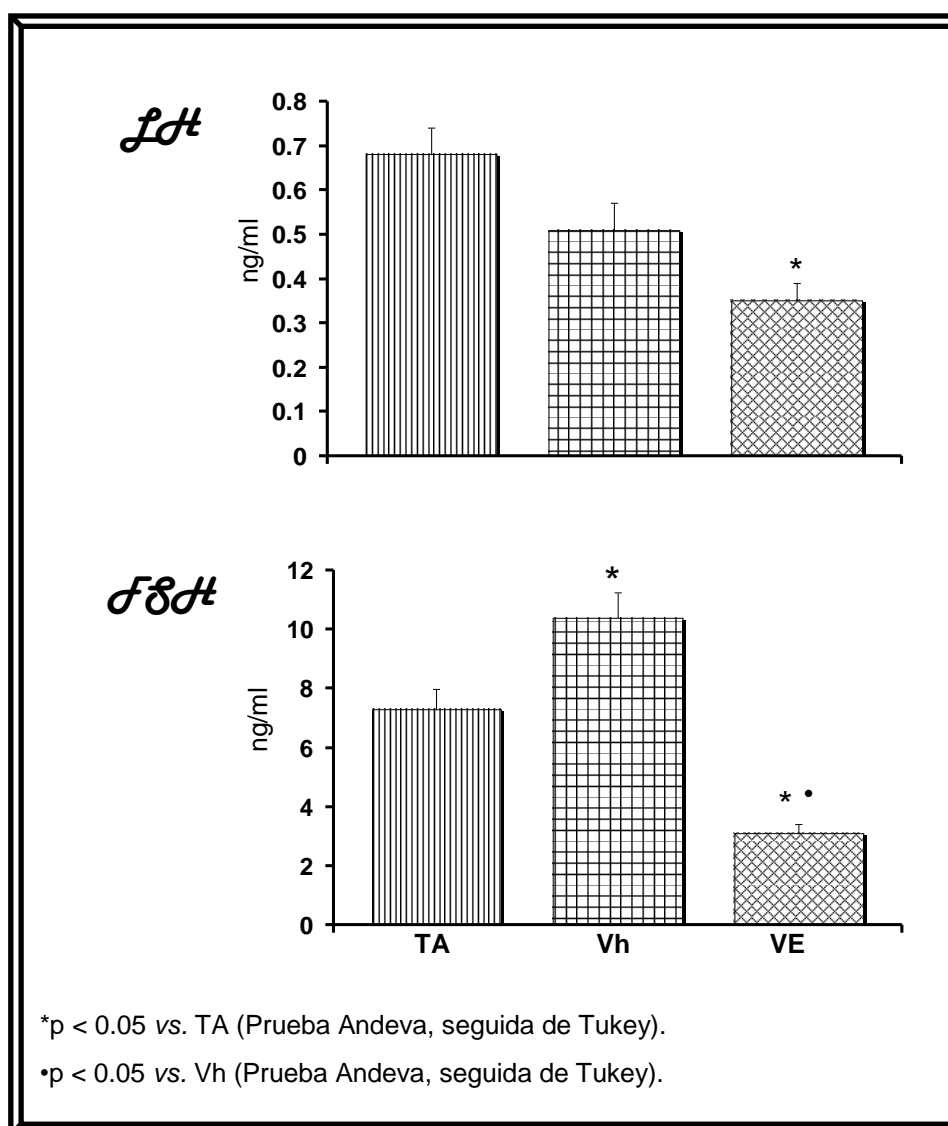 LH
0.8
0.7
0.6
0.5
0.4
0.3
0.2
0.1
0
ng/ml
*
FSH
12
10
8
6
4
2
0
ng/ml
*
* •
TA Vh VE
*p < 0.05 vs. TA (Prueba Andeva, seguida de Tukey).
•p < 0.05 vs. Vh (Prueba Andeva, seguida de Tukey).